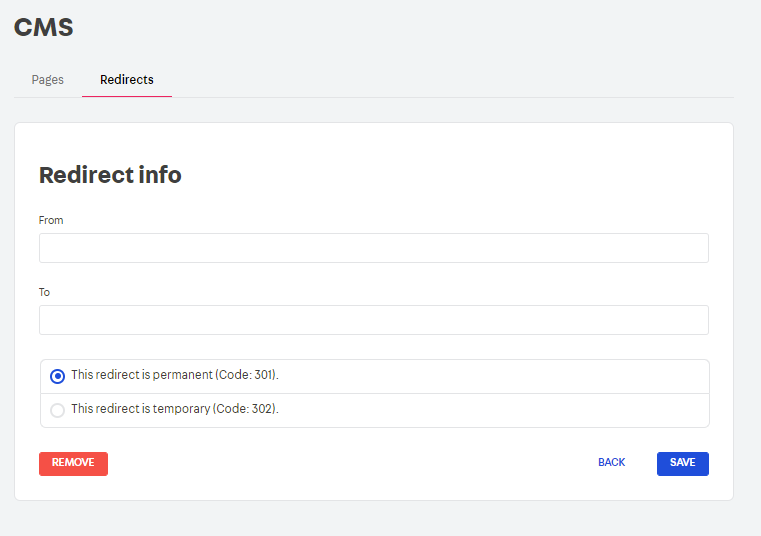 CMS
Pages Redirects
Redirect info
From
To
This redirect is permanent (Code: 301).
This redirect is temporary (Code: 302).
REMOVE BACK SAVE